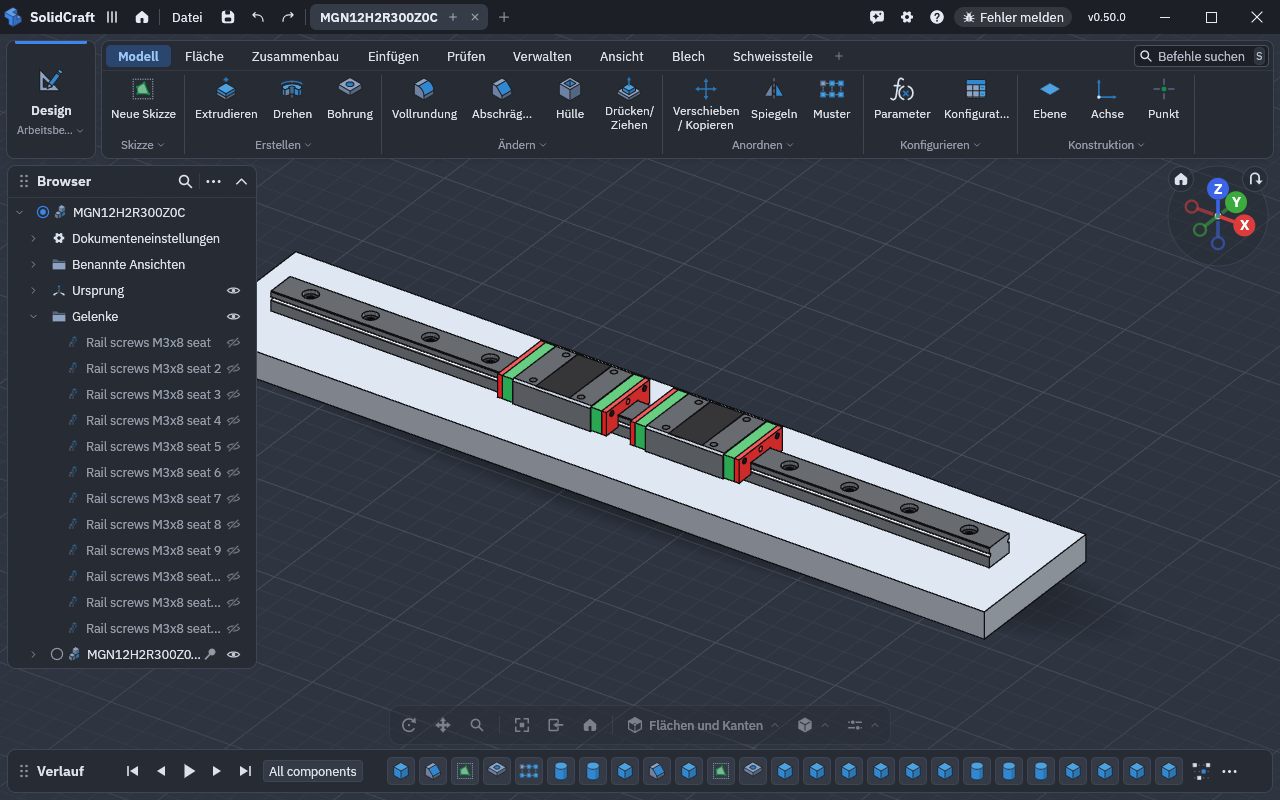 SolidCraft
Datei
MGN12H2R300Z0C
Fehler melden
v0.50.0
Design
Arbeitsbe...
Modell
Fläche
Zusammenbau
Einfügen
Prüfen
Verwalten
Ansicht
Blech
Schweissteile
Befehle suchen
S
Neue Skizze
Extrudieren
Drehen
Bohrung
Vollrundung
Abschräg...
Hülle
Drücken/
Ziehen
Verschieben
/ Kopieren
Spiegeln
Muster
Parameter
Konfigurat...
Ebene
Achse
Punkt
Skizze
Erstellen
Ändern
Anordnen
Konfigurieren
Konstruktion
Browser
MGN12H2R300Z0C
Dokumenteneinstellungen
Benannte Ansichten
Ursprung
Gelenke
Rail screws M3x8 seat
Rail screws M3x8 seat 2
Rail screws M3x8 seat 3
Rail screws M3x8 seat 4
Rail screws M3x8 seat 5
Rail screws M3x8 seat 6
Rail screws M3x8 seat 7
Rail screws M3x8 seat 8
Rail screws M3x8 seat 9
Rail screws M3x8 seat...
Rail screws M3x8 seat...
Rail screws M3x8 seat...
MGN12H2R300Z0...
Z
Y
X
Flächen und Kanten
Verlauf
All components